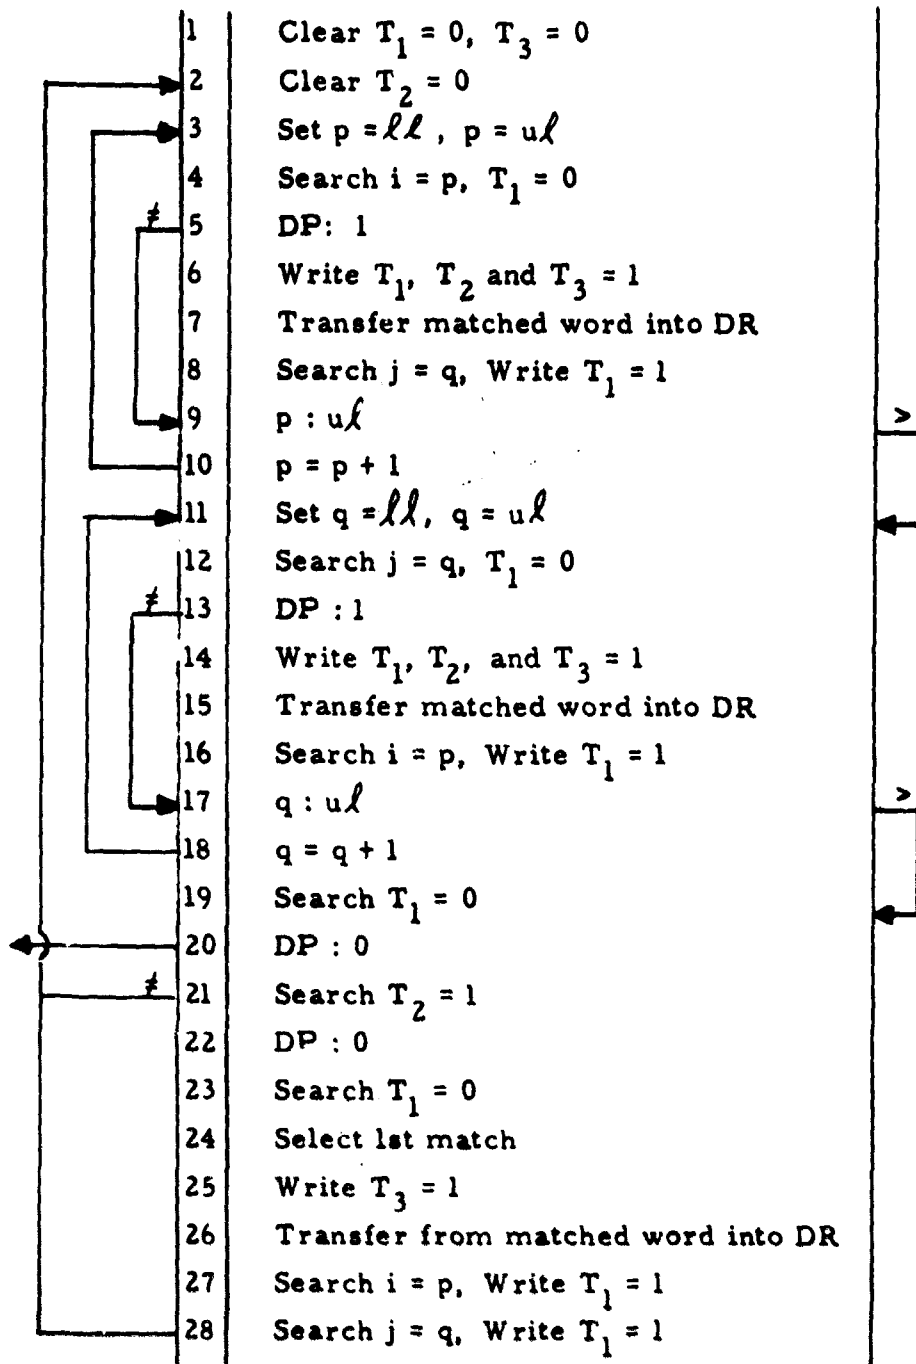 1 Clear T₁ = 0, T₃ = 0
2 Clear T₂ = 0
3 Set p = ℓℓ, p = uℓ
4 Search i = p, T₁ = 0
≠ 5 DP: 1
6 Write T₁, T₂ and T₃ = 1
7 Transfer matched word into DR
8 Search j = q, Write T₁ = 1
9 p : uℓ >
10 p = p + 1
11 Set q = ℓℓ, q = uℓ
12 Search j = q, T₁ = 0
≠ 13 DP : 1
14 Write T₁, T₂, and T₃ = 1
15 Transfer matched word into DR
16 Search i = p, Write T₁ = 1
17 q : uℓ >
18 q = q + 1
19 Search T₁ = 0
20 DP : 0
≠ 21 Search T₂ = 1
22 DP : 0
23 Search T₁ = 0
24 Select 1st match
25 Write T₃ = 1
26 Transfer from matched word into DR
27 Search i = p, Write T₁ = 1
28 Search j = q, Write T₁ = 1